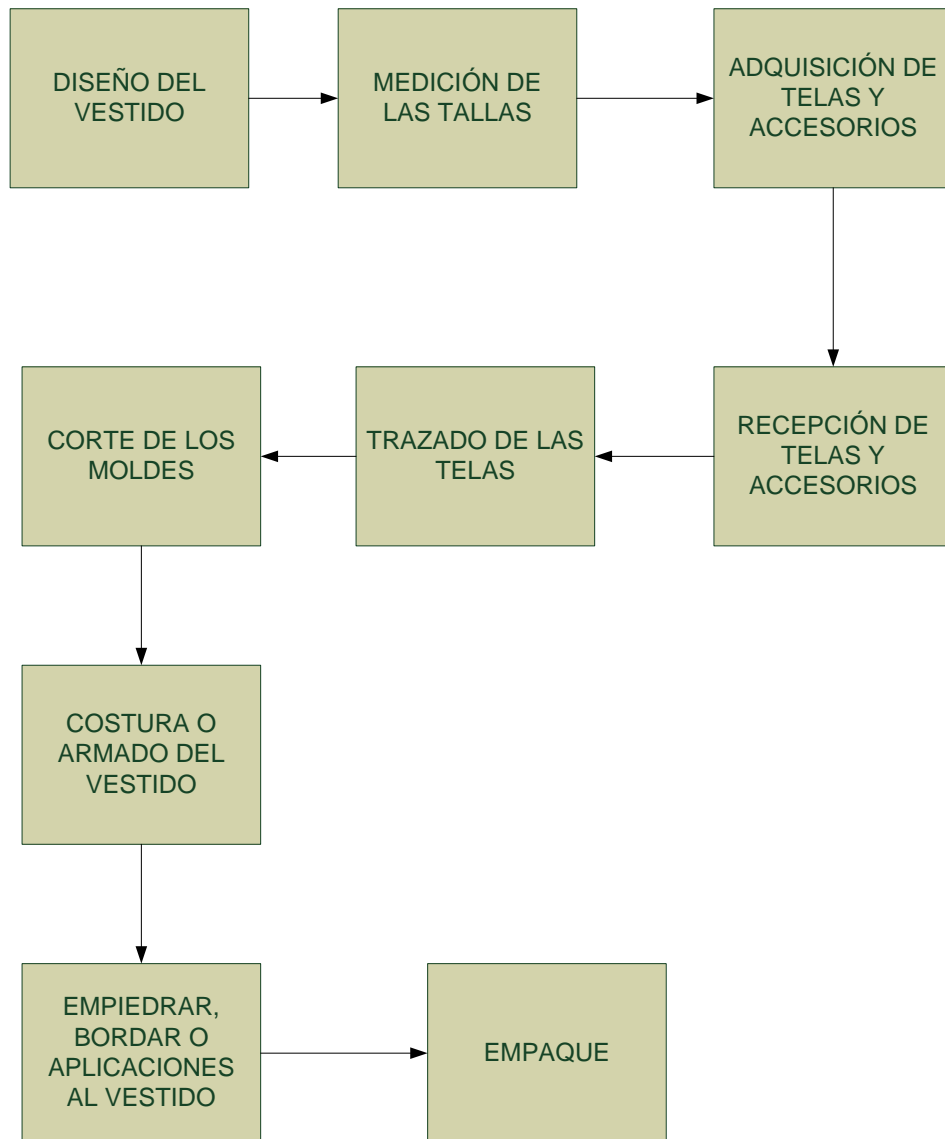 DISEÑO DEL
VESTIDO
MEDICIÓN DE
LAS TALLAS
ADQUISICIÓN DE
TELAS Y
ACCESORIOS
RECEPCIÓN DE
TELAS Y
ACCESORIOS
TRAZADO DE LAS
TELAS
CORTE DE LOS
MOLDES
COSTURA O
ARMADO DEL
VESTIDO
EMPIEDRAR,
BORDAR O
APLICACIONES
AL VESTIDO
EMPAQUE